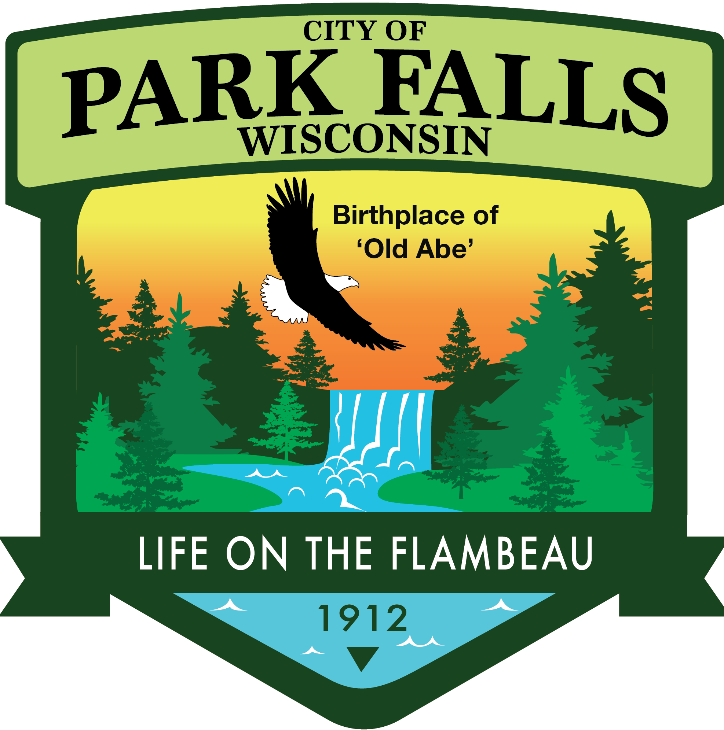 CITY OF
PARK FALLS
WISCONSIN
Birthplace of
‘Old Abe’
LIFE ON THE FLAMBEAU
1912